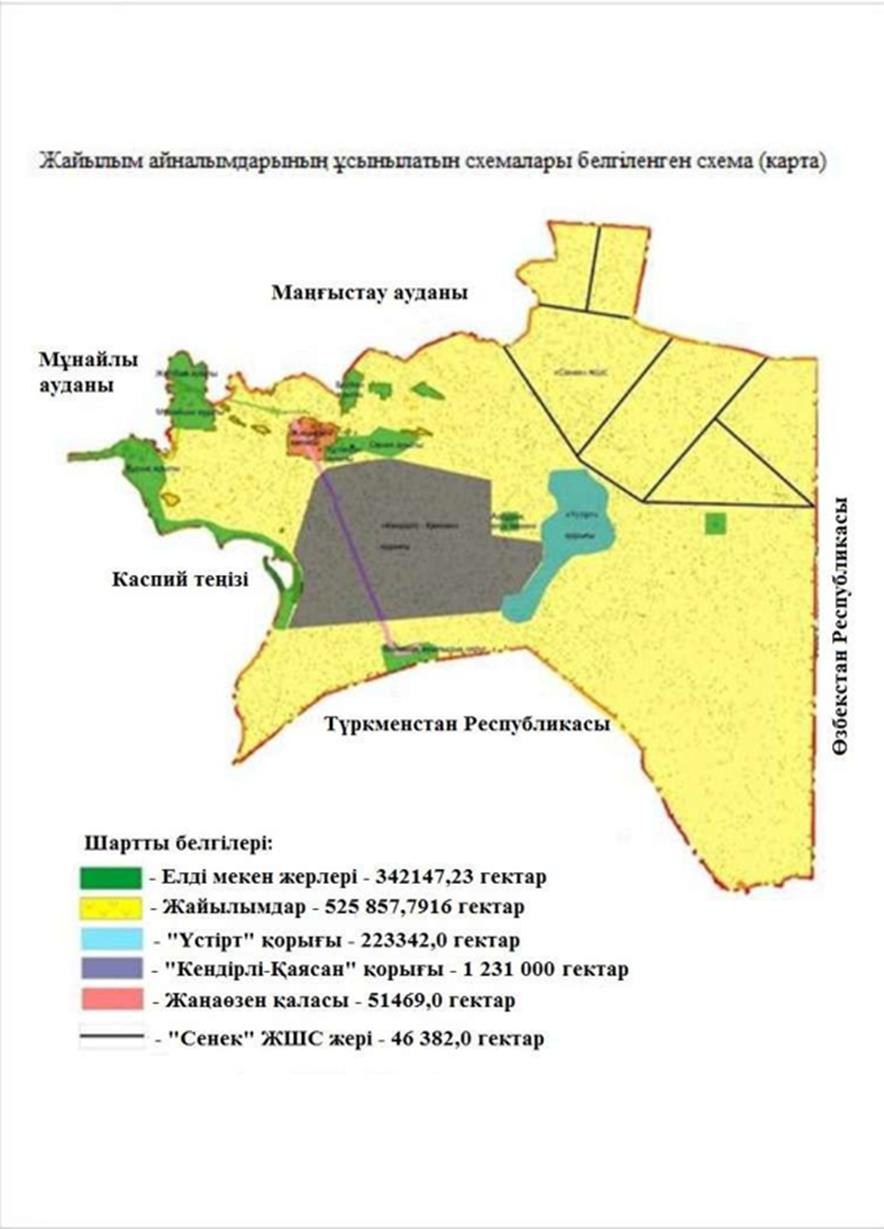 Жайылым айналымдарының ұсынылатын схемалары белгіленген схема (карта)
Маңғыстау ауданы
Мұнайлы
ауданы
«Сенек» ЖШС
Каспий теңізі
Өзбекстан Республикасы
Түркменстан Республикасы
Шартты белгілері:
- Елді мекен жерлері - 342147,23 гектар
- Жайылымдар - 525 857,7916 гектар
- "Үстірт" қорығы - 223342,0 гектар
- "Кендірлі-Қаясан" қорығы - 1 231 000 гектар
- Жаңаөзен қаласы - 51469,0 гектар
- "Сенек" ЖШС жері - 46 382,0 гектар